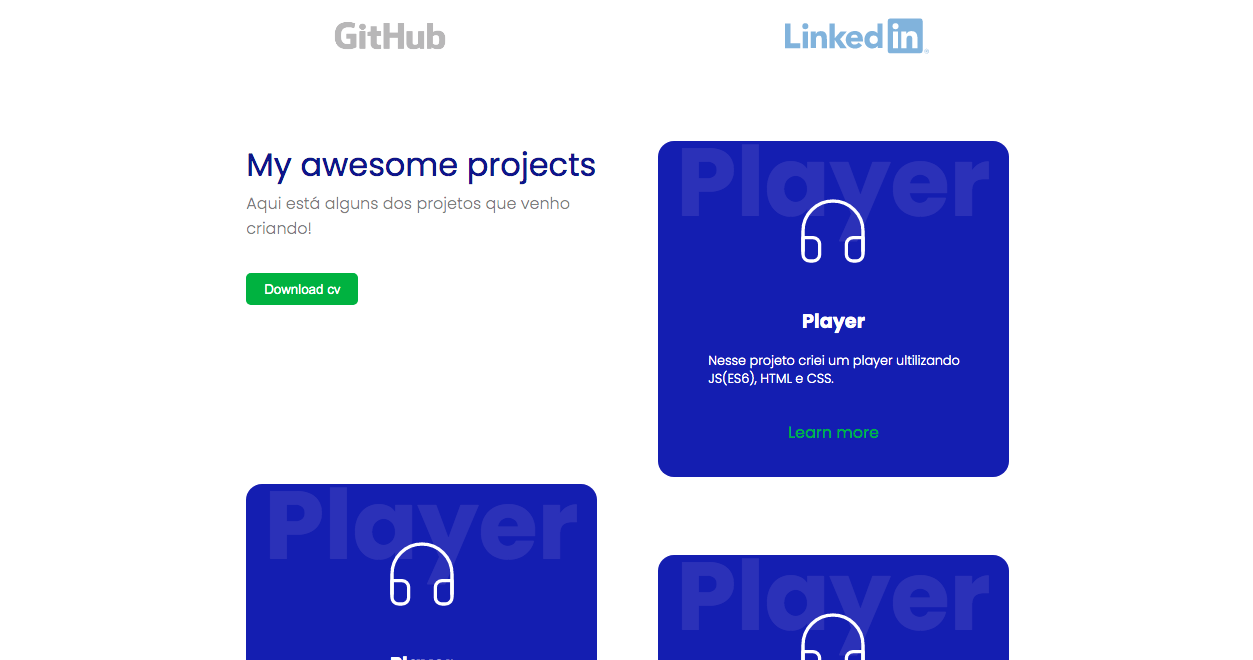 GitHub
LinkedIn
My awesome projects
Aqui está alguns dos projetos que venho
criando!
Download cv
Player
Player
Nesse projeto criei um player ultilizando
JS(ES6), HTML e CSS.
Learn more
Player
Player
Player